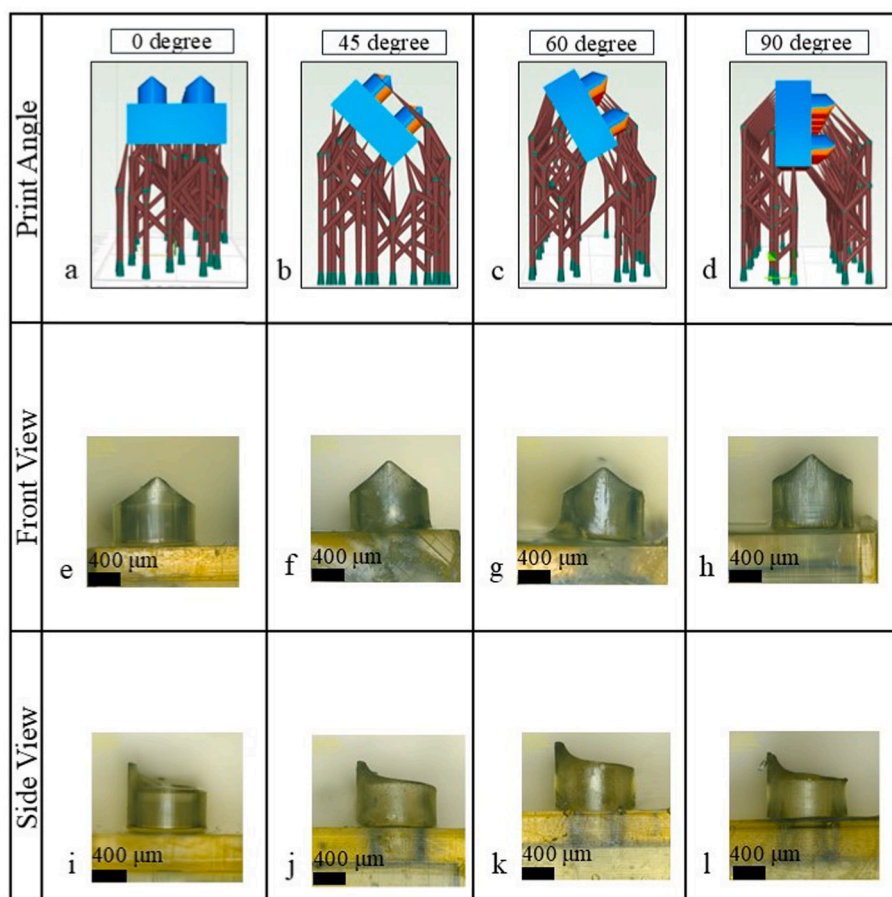 0 degree
45 degree
60 degree
90 degree
Print Angle
a
b
c
d
Front View
400 μm
400 μm
400 μm
400 μm
e
f
g
h
Side View
400 μm
400 μm
400 μm
400 μm
i
j
k
l